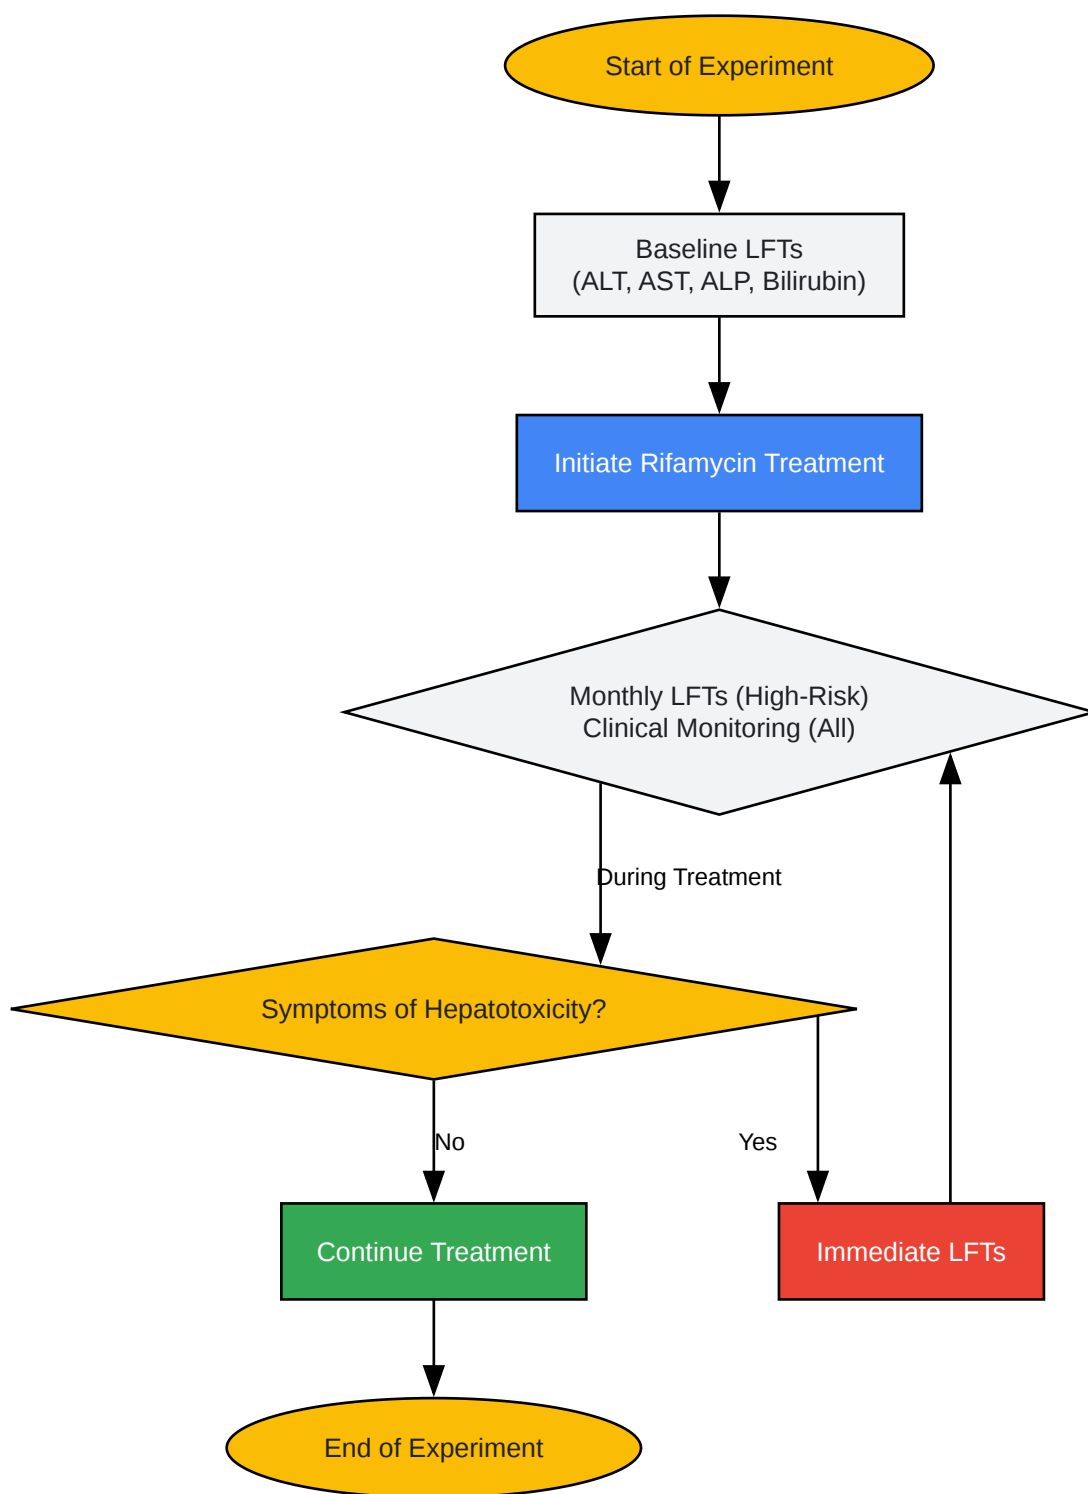 Start of Experiment
Baseline LFTs
(ALT, AST, ALP, Bilirubin)
Initiate Rifamycin Treatment
Monthly LFTs (High-Risk)
Clinical Monitoring (All)
During Treatment
Symptoms of Hepatotoxicity?
No
Yes
Continue Treatment
Immediate LFTs
End of Experiment